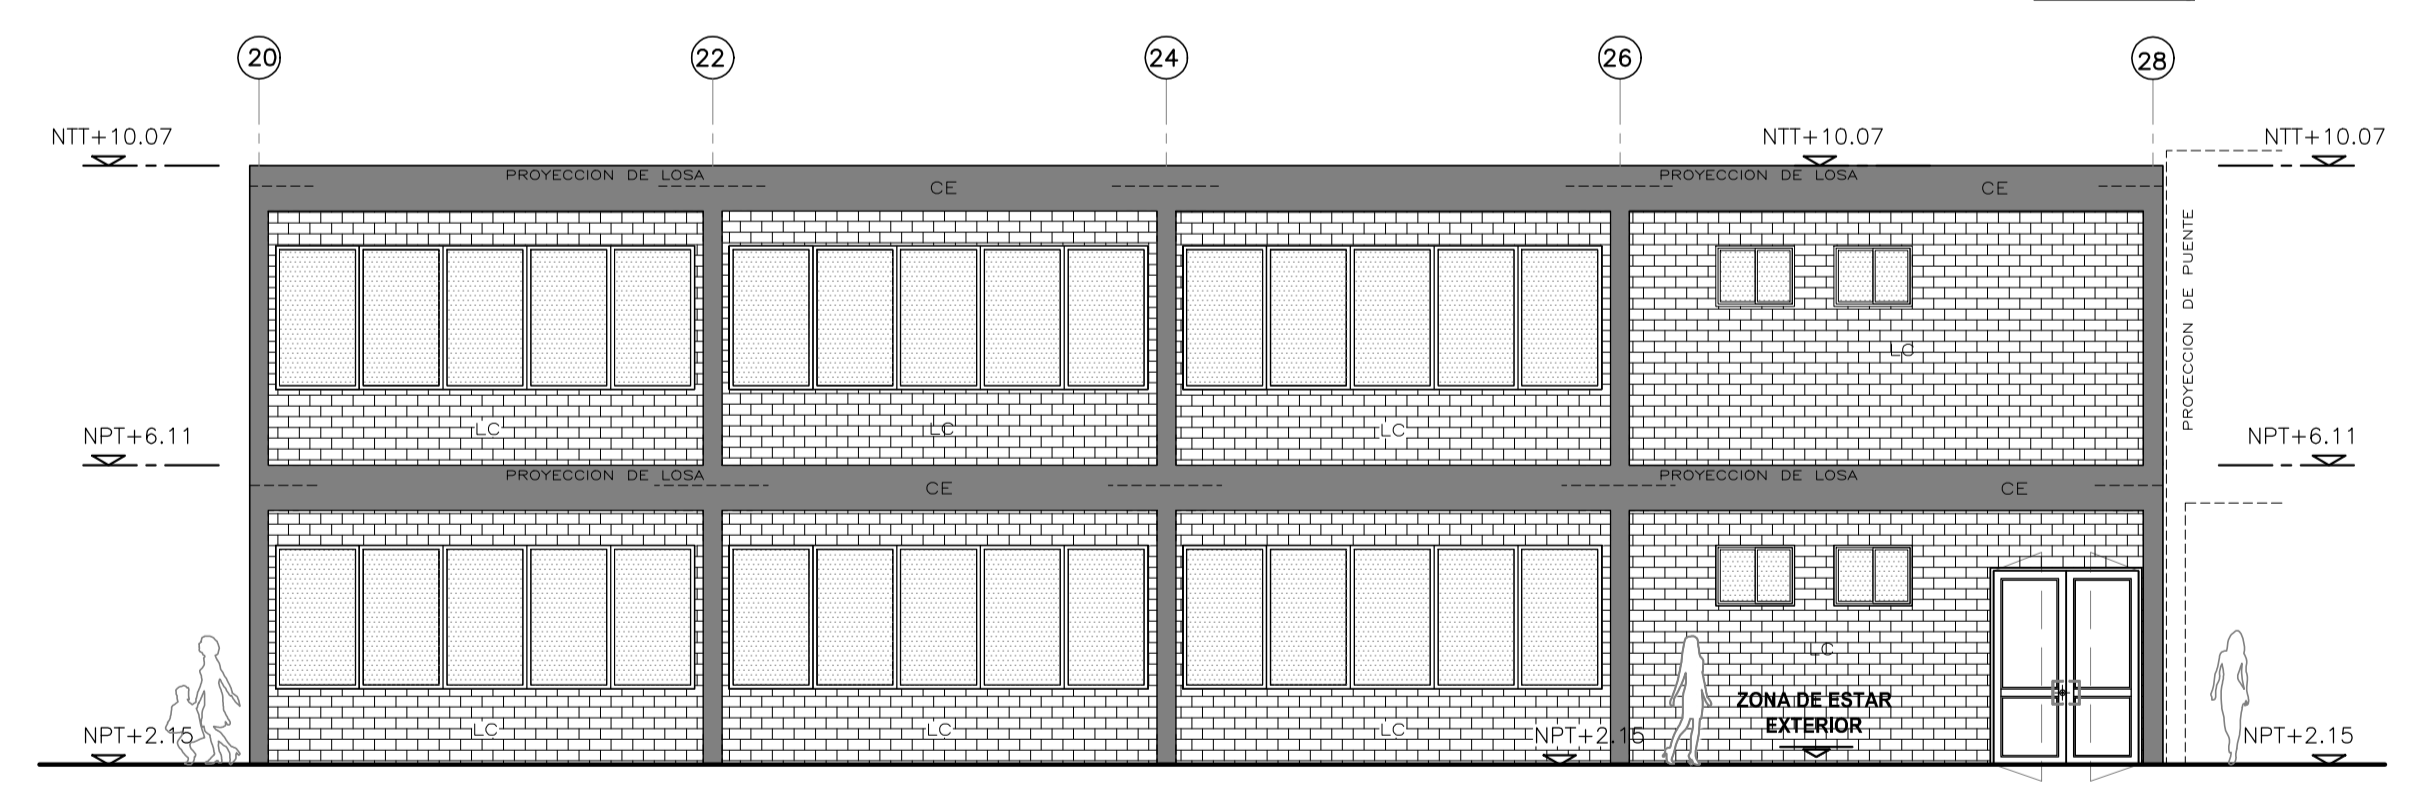 20 22 24 26 28
NTT+10.07 NTT+10.07 NTT+10.07
PROYECCION DE LOSA CE PROYECCION DE LOSA CE
PROYECCION DE PUENTE
LC
LC LC LC
NPT+6.11 NPT+6.11
PROYECCION DE LOSA CE PROYECCION DE LOSA CE
LC
ZONA DE ESTAR
EXTERIOR
LC LC LC
NPT+2.15 NPT+2.15 NPT+2.15